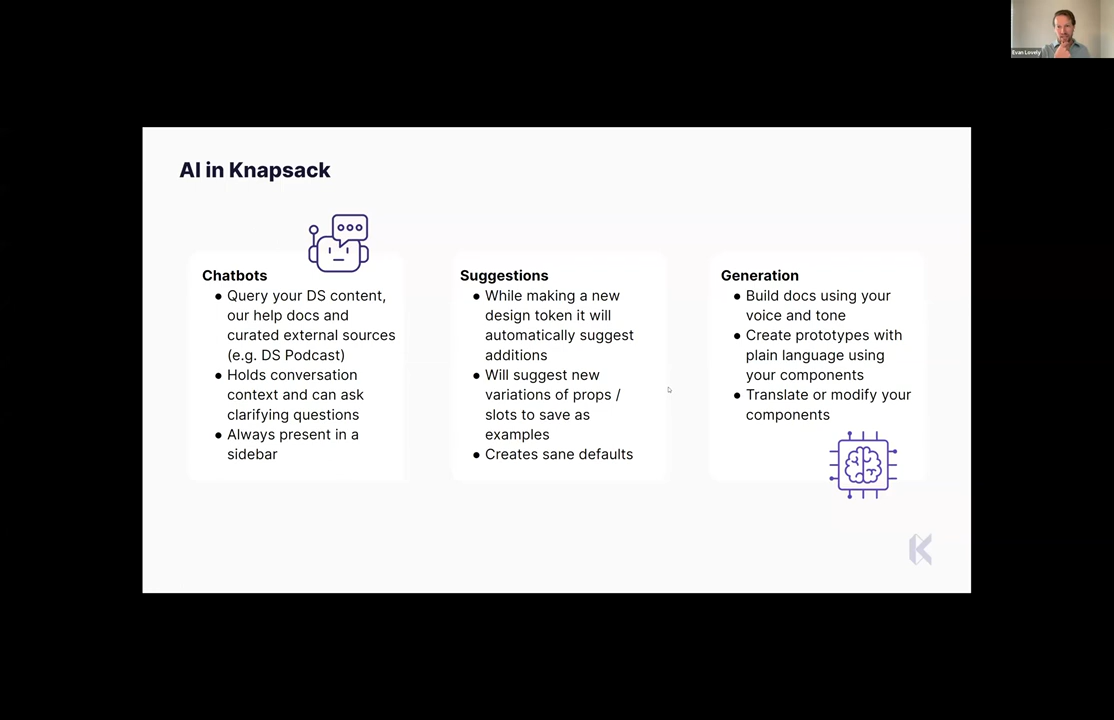 Evan Lovely
AI in Knapsack
Chatbots
● Query your DS content,
our help docs and
curated external sources
(e.g. DS Podcast)
● Holds conversation
context and can ask
clarifying questions
● Always present in a
sidebar
Suggestions
● While making a new
design token it will
automatically suggest
additions
● Will suggest new
variations of props /
slots to save as
examples
● Creates sane defaults
Generation
● Build docs using your
voice and tone
● Create prototypes with
plain language using
your components
● Translate or modify your
components